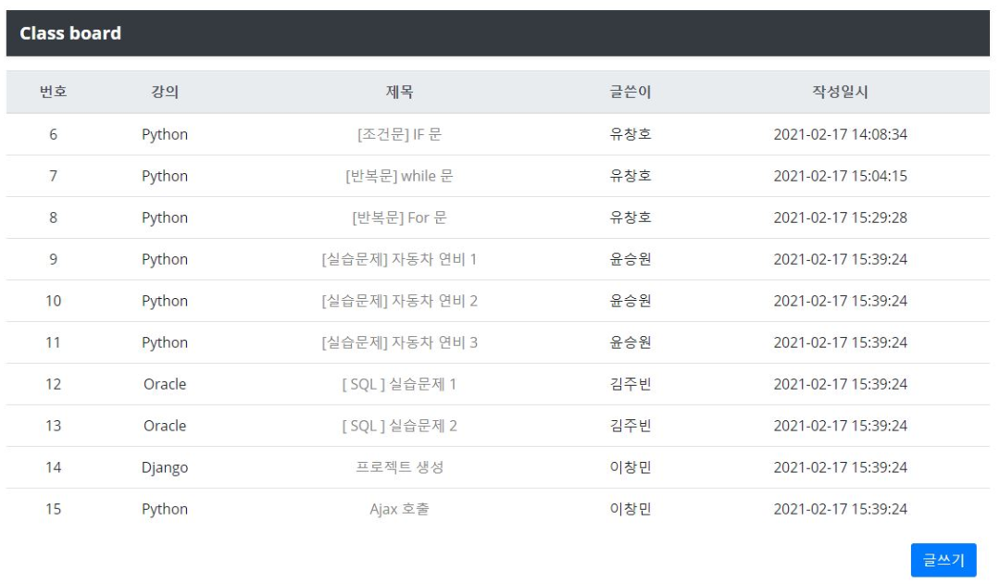 Class board
번호 강의 제목 글쓴이 작성일시
6 Python [조건문] IF 문 유창호 2021-02-17 14:08:34
7 Python [반복문] while 문 유창호 2021-02-17 15:04:15
8 Python [반복문] For 문 유창호 2021-02-17 15:29:28
9 Python [실습문제] 자동차 연비 1 윤승원 2021-02-17 15:39:24
10 Python [실습문제] 자동차 연비 2 윤승원 2021-02-17 15:39:24
11 Python [실습문제] 자동차 연비 3 윤승원 2021-02-17 15:39:24
12 Oracle [ SQL ] 실습문제 1 김주빈 2021-02-17 15:39:24
13 Oracle [ SQL ] 실습문제 2 김주빈 2021-02-17 15:39:24
14 Django 프로젝트 생성 이창민 2021-02-17 15:39:24
15 Python Ajax 호출 이창민 2021-02-17 15:39:24
글쓰기